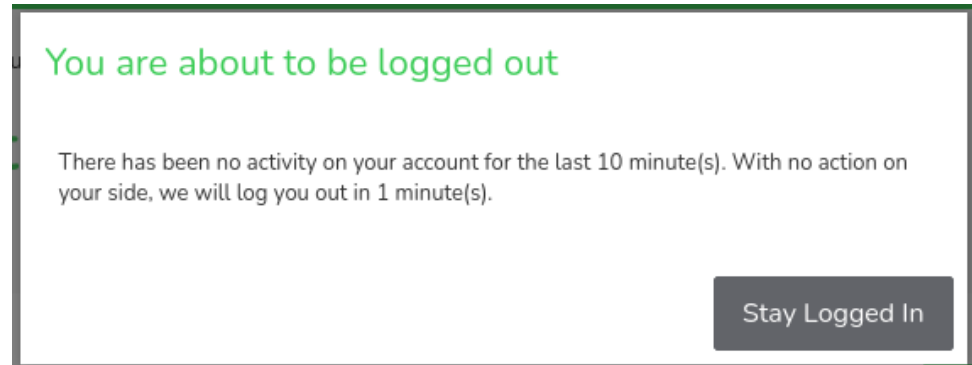 You are about to be logged out
There has been no activity on your account for the last 10 minute(s). With no action on
your side, we will log you out in 1 minute(s).
Stay Logged In